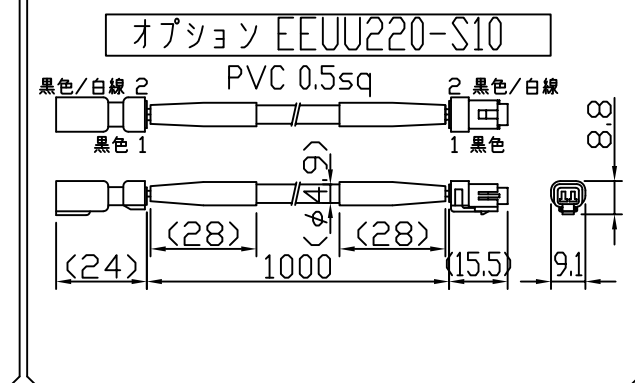 オプション EEUU220-S10
PVC 0.5sq
黒色/白線 2
2 黒色/白線
黒色 1
1 黒色
8.8
(φ4.9)
(28)
(28)
(24)
1000
(15.5)
9.1